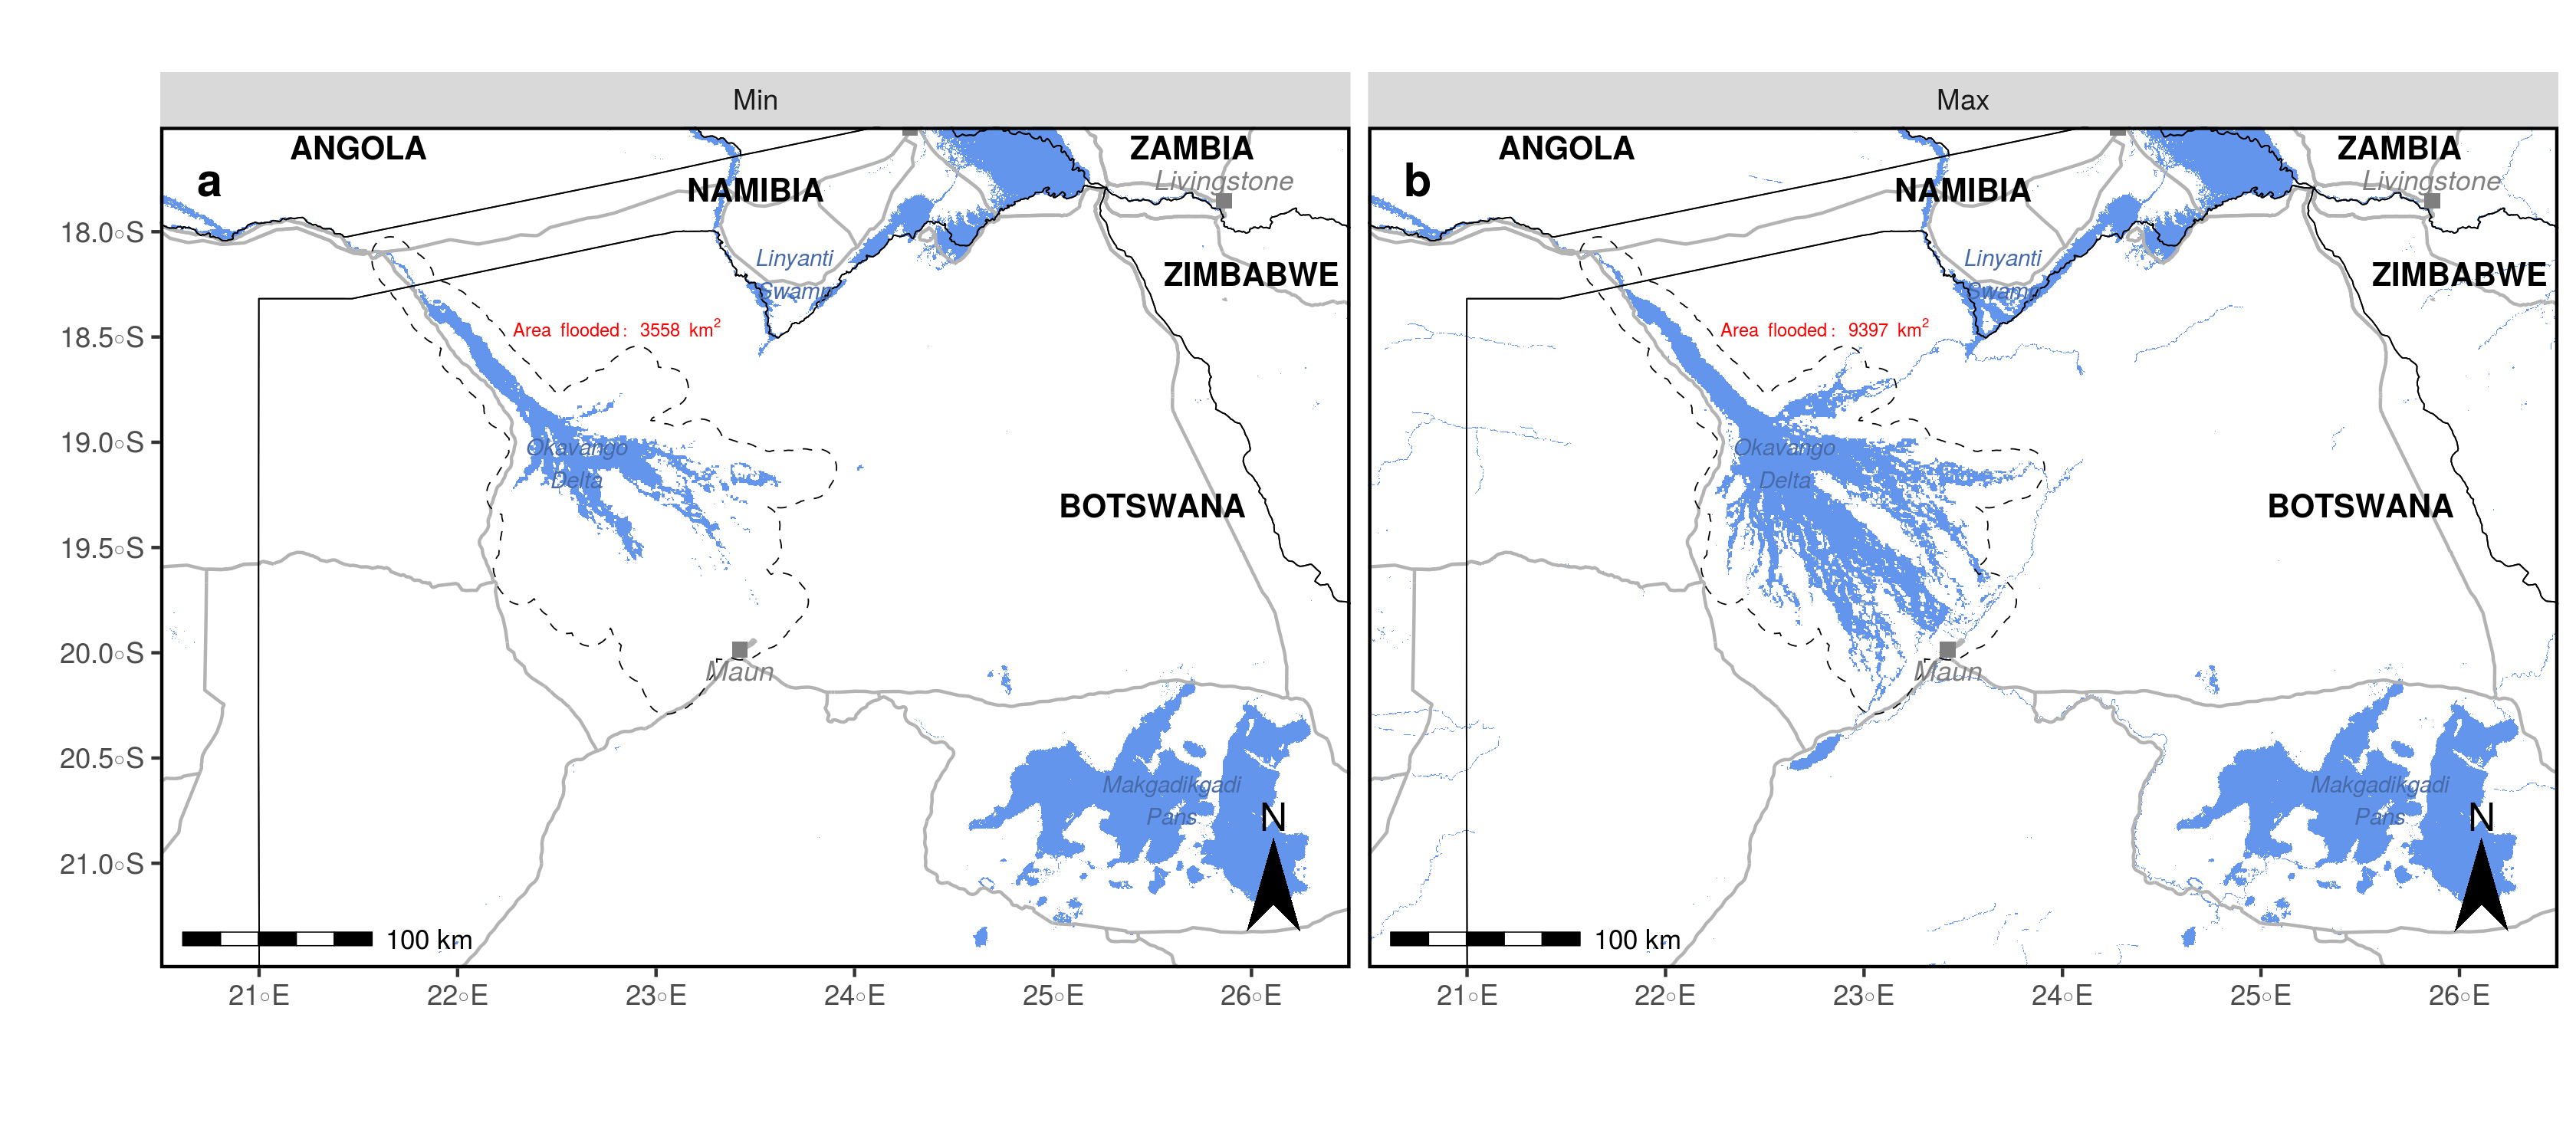 Min
Max
ANGOLA
ZAMBIA
a
Livingstone
NAMIBIA
Linyanti
Swamp
ZIMBABWE
Area flooded: 3558 km²
Okavango
Delta
BOTSWANA
Maun
Makgadikgadi
Pans
N
100 km
ANGOLA
ZAMBIA
b
Livingstone
NAMIBIA
Linyanti
Swamp
ZIMBABWE
Area flooded: 9397 km²
Okavango
Delta
BOTSWANA
Maun
Makgadikgadi
Pans
N
100 km
18.0°S
18.5°S
19.0°S
19.5°S
20.0°S
20.5°S
21.0°S
21°E 22°E 23°E 24°E 25°E 26°E
21°E 22°E 23°E 24°E 25°E 26°E